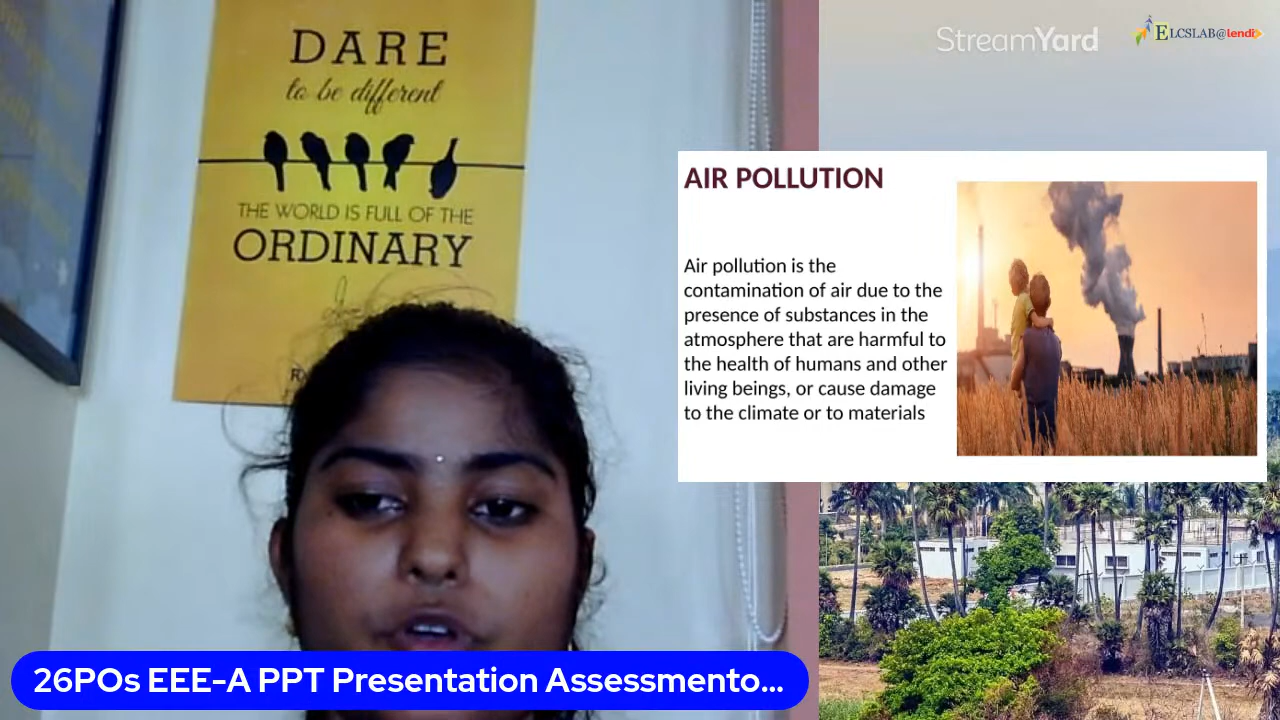 DARE
to be different
THE WORLD IS FULL OF THE
ORDINARY
StreamYard
ELCSLAB@lendi
AIR POLLUTION
Air pollution is the
contamination of air due to the
presence of substances in the
atmosphere that are harmful to
the health of humans and other
living beings, or cause damage
to the climate or to materials
26POs EEE-A PPT Presentation Assessmento...